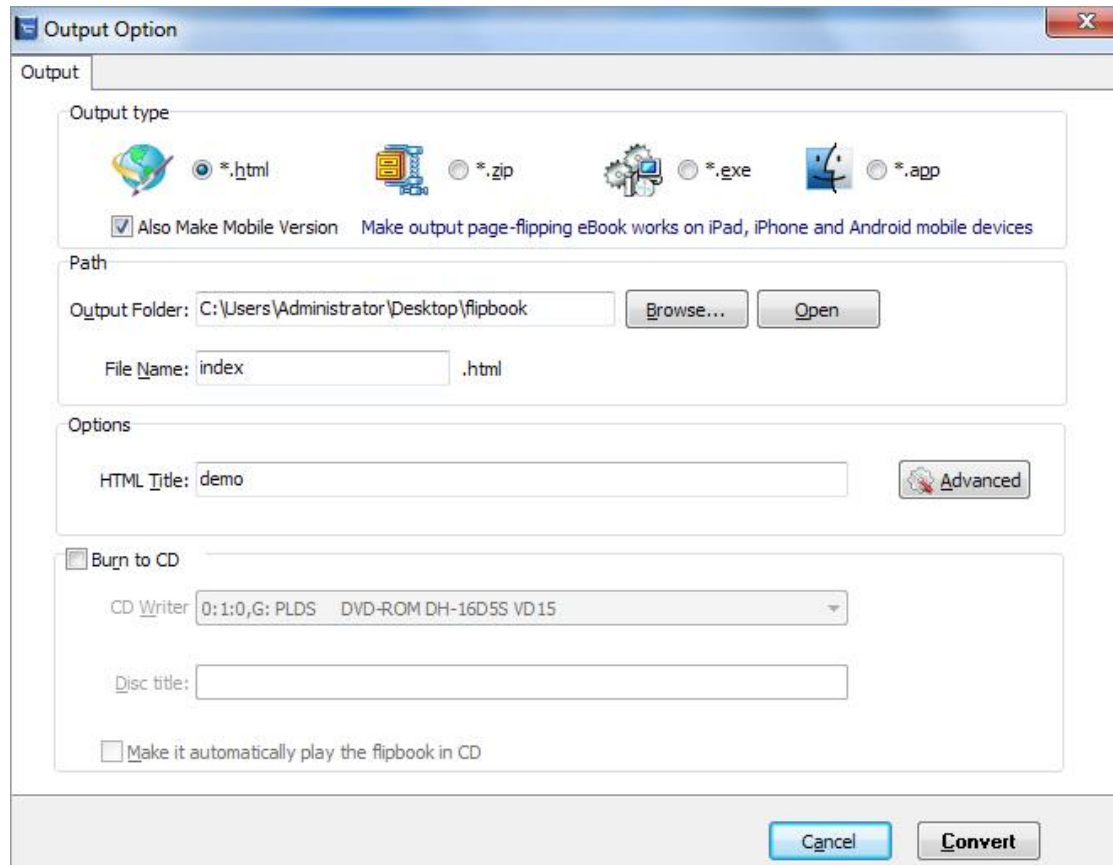 Output Option
Output
Output type
*.html *.zip *.exe *.app
Also Make Mobile Version Make output page-flipping eBook works on iPad, iPhone and Android mobile devices
Path
Output Folder: C:\Users\Administrator\Desktop\flipbook Browse... Open
File Name: index .html
Options
HTML Title: demo Advanced
Burn to CD
CD Writer 0:1:0,G: PLDS DVD-ROM DH-16D5S VD15
Disc title:
Make it automatically play the flipbook in CD
Cancel Convert